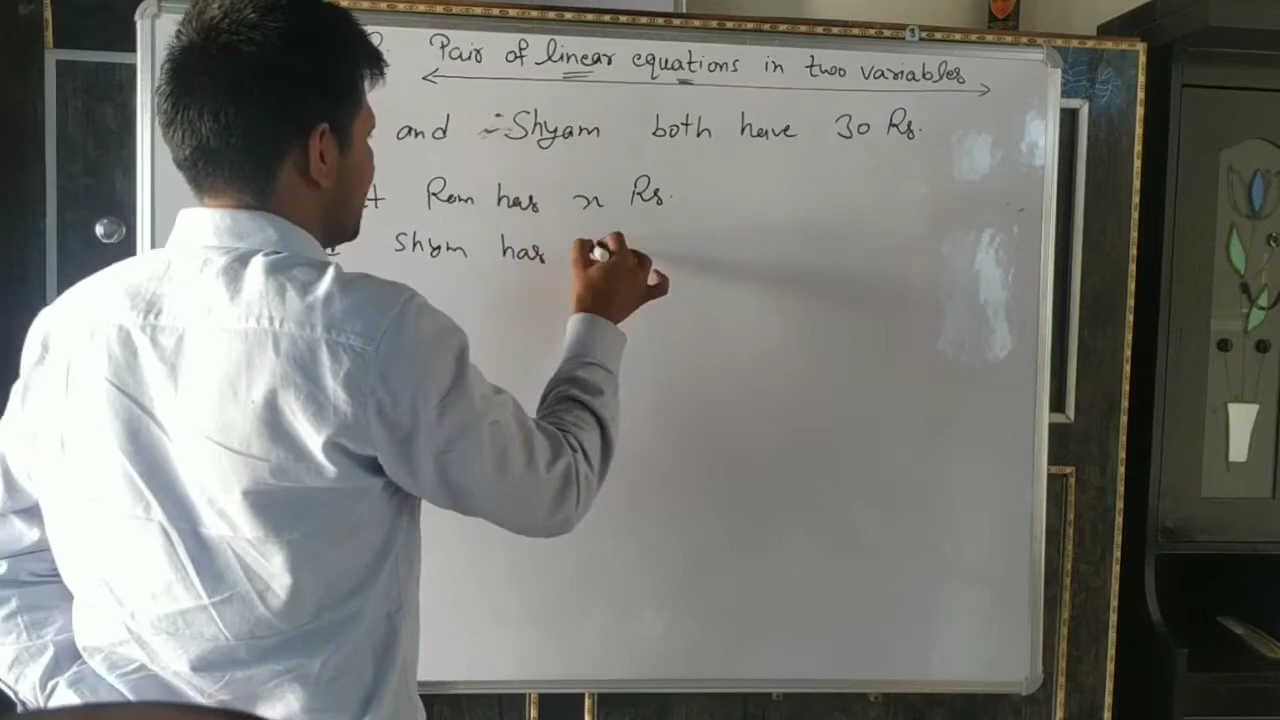 Pair of linear equations in two variables
and Shyam both have 30 Rs.
Ram has x Rs.
Shym has